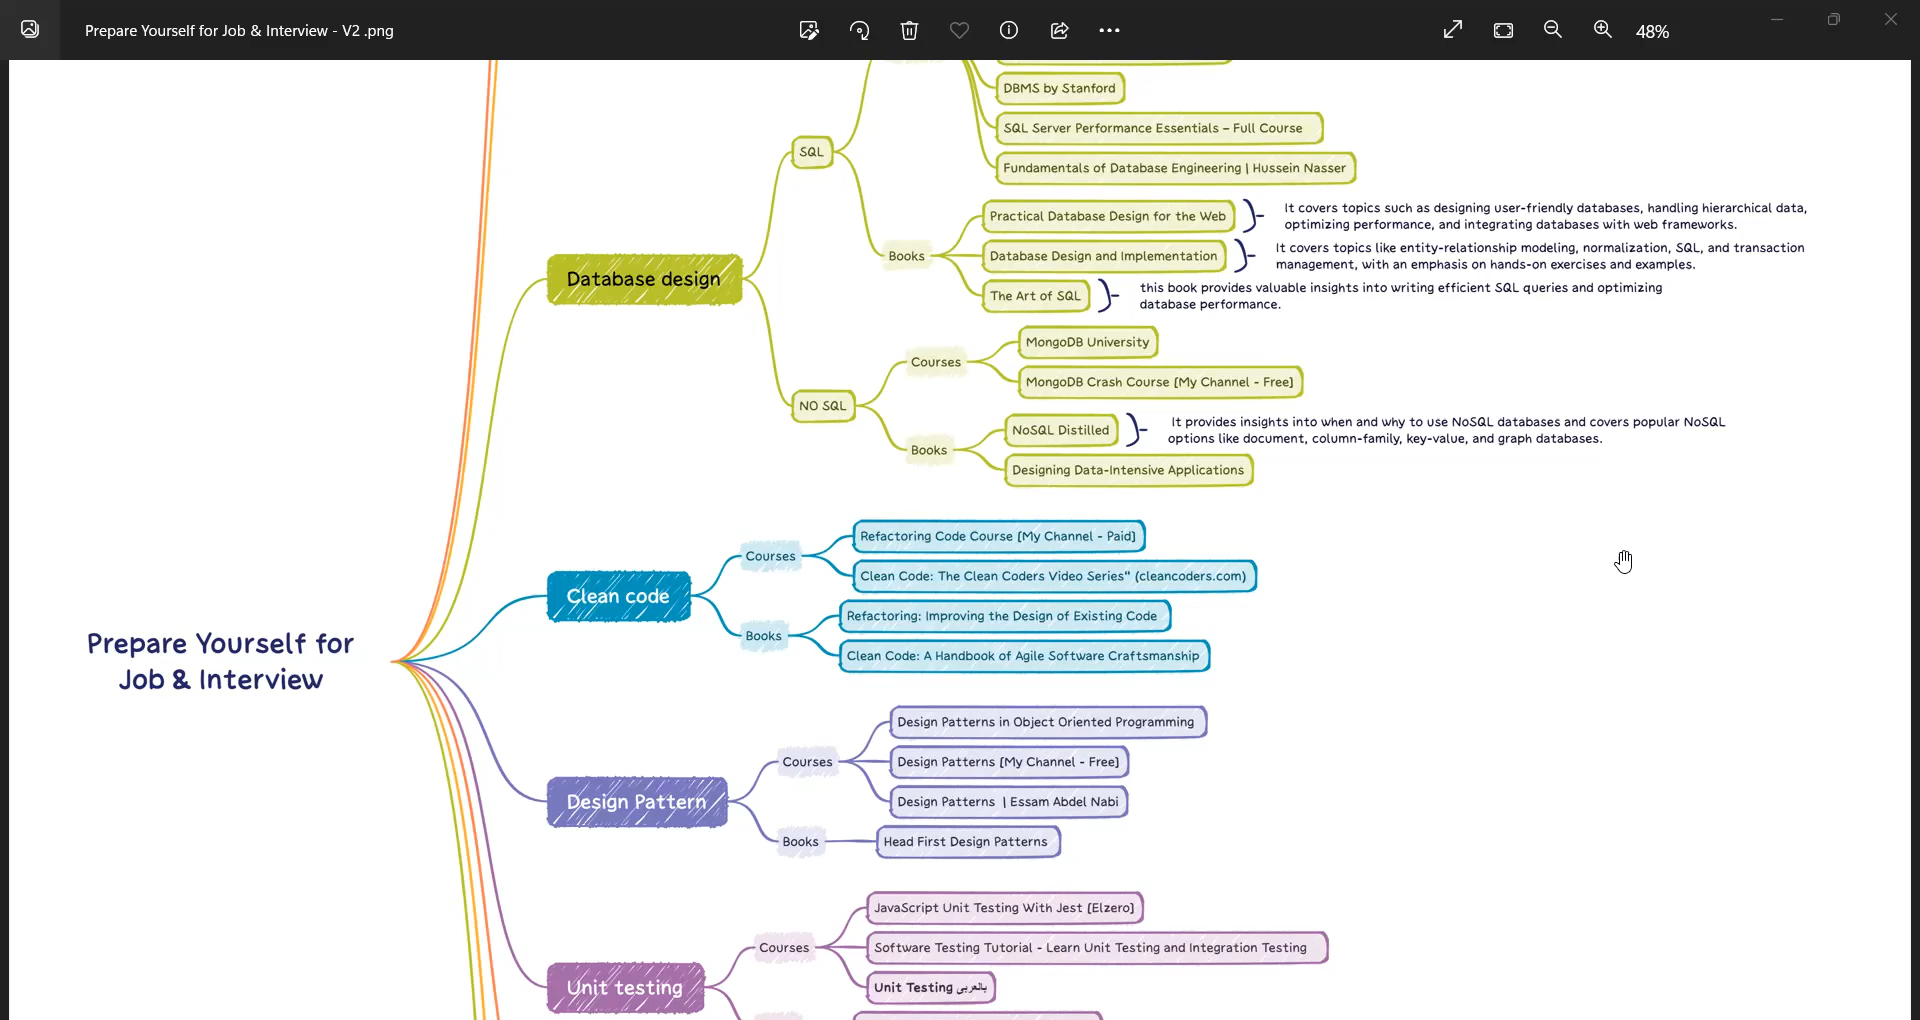 Prepare Yourself for Job & Interview - V2 .png
48%
DBMS by Stanford
SQL Server Performance Essentials – Full Course
SQL
Fundamentals of Database Engineering | Hussein Nasser
Practical Database Design for the Web
It covers topics such as designing user-friendly databases, handling hierarchical data,
optimizing performance, and integrating databases with web frameworks.
Books
Database Design and Implementation
It covers topics like entity-relationship modeling, normalization, SQL, and transaction
management, with an emphasis on hands-on exercises and examples.
Database design
The Art of SQL
this book provides valuable insights into writing efficient SQL queries and optimizing
database performance.
MongoDB University
Courses
MongoDB Crash Course [My Channel - Free]
NO SQL
NoSQL Distilled
It provides insights into when and why to use NoSQL databases and covers popular NoSQL
options like document, column-family, key-value, and graph databases.
Books
Designing Data-Intensive Applications
Refactoring Code Course [My Channel - Paid]
Courses
Clean Code: The Clean Coders Video Series" (cleancoders.com)
Clean code
Refactoring: Improving the Design of Existing Code
Books
Clean Code: A Handbook of Agile Software Craftsmanship
Prepare Yourself for
Job & Interview
Design Patterns in Object Oriented Programming
Courses
Design Patterns [My Channel - Free]
Design Patterns | Essam Abdel Nabi
Design Pattern
Books
Head First Design Patterns
JavaScript Unit Testing With Jest [Elzero]
Courses
Software Testing Tutorial - Learn Unit Testing and Integration Testing
Unit Testing بالعربي
Unit testing